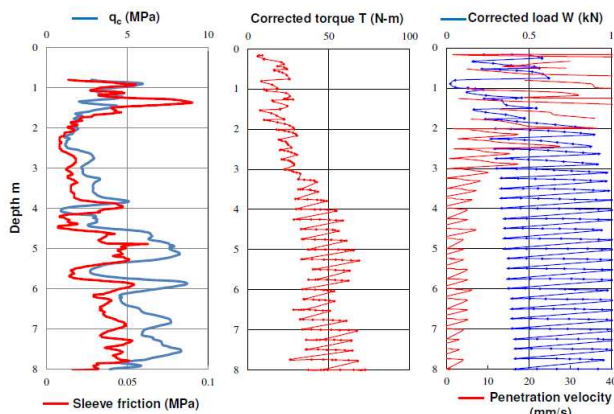 q_c (MPa)
0 5 10
Corrected torque T (N-m)
0 50 100
Corrected load W (kN)
0 0.5 1
Depth m
0
1
2
3
4
5
6
7
8
0
1
2
3
4
5
6
7
8
0
1
2
3
4
5
6
7
8
0 0.05 0.1
Sleeve friction (MPa)
0 10 20 30 40
Penetration velocity
(mm/s)